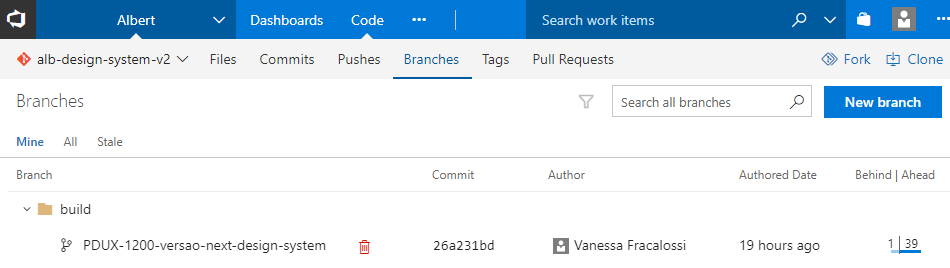 Albert Dashboards Code ··· Search work items ···
alb-design-system-v2 Files Commits Pushes Branches Tags Pull Requests Fork Clone
Branches Search all branches New branch
Mine All Stale
Branch Commit Author Authored Date Behind | Ahead
build
PDUX-1200-versao-next-design-system 26a231bd Vanessa Fracalossi 19 hours ago 1 | 39